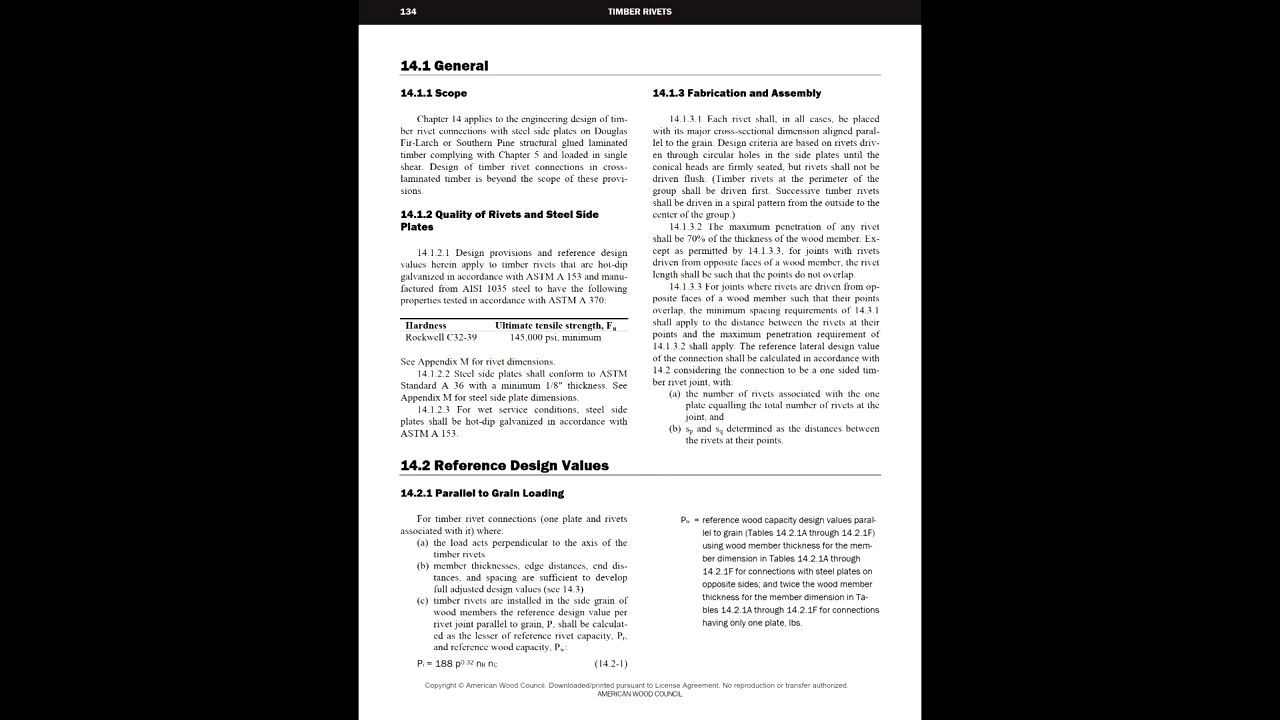 134
TIMBER RIVETS
14.1 General
14.1.1 Scope
Chapter 14 applies to the engineering design of tim-
ber rivet connections with steel side plates on Douglas
Fir-Larch or Southern Pine structural glued laminated
timber complying with Chapter 5 and loaded in single
shear. Design of timber rivet connections in cross-
laminated timber is beyond the scope of these provi-
sions.
14.1.2 Quality of Rivets and Steel Side
Plates
14.1.2.1 Design provisions and reference design
values herein apply to timber rivets that are hot-dip
galvanized in accordance with ASTM A 153 and manu-
factured from AISI 1035 steel to have the following
properties tested in accordance with ASTM A 370:
Hardness Ultimate tensile strength, Fu
Rockwell C32-39 145,000 psi, minimum
See Appendix M for rivet dimensions.
14.1.2.2 Steel side plates shall conform to ASTM
Standard A 36 with a minimum 1/8" thickness. See
Appendix M for steel side plate dimensions.
14.1.2.3 For wet service conditions, steel side
plates shall be hot-dip galvanized in accordance with
ASTM A 153.
14.1.3 Fabrication and Assembly
14.1.3.1 Each rivet shall, in all cases, be placed
with its major cross-sectional dimension aligned paral-
lel to the grain. Design criteria are based on rivets driv-
en through circular holes in the side plates until the
conical heads are firmly seated, but rivets shall not be
driven flush. (Timber rivets at the perimeter of the
group shall be driven first. Successive timber rivets
shall be driven in a spiral pattern from the outside to the
center of the group.)
14.1.3.2 The maximum penetration of any rivet
shall be 70% of the thickness of the wood member. Ex-
cept as permitted by 14.1.3.3, for joints with rivets
driven from opposite faces of a wood member, the rivet
length shall be such that the points do not overlap.
14.1.3.3 For joints where rivets are driven from op-
posite faces of a wood member such that their points
overlap, the minimum spacing requirements of 14.3.1
shall apply to the distance between the rivets at their
points and the maximum penetration requirement of
14.1.3.2 shall apply. The reference lateral design value
of the connection shall be calculated in accordance with
14.2 considering the connection to be a one sided tim-
ber rivet joint, with:
(a) the number of rivets associated with the one
plate equalling the total number of rivets at the
joint, and
(b) sp and sq determined as the distances between
the rivets at their points.
14.2 Reference Design Values
14.2.1 Parallel to Grain Loading
For timber rivet connections (one plate and rivets
associated with it) where:
(a) the load acts perpendicular to the axis of the
timber rivets
(b) member thicknesses, edge distances, end dis-
tances, and spacing are sufficient to develop
full adjusted design values (see 14.3)
(c) timber rivets are installed in the side grain of
wood members the reference design value per
rivet joint parallel to grain, P, shall be calculat-
ed as the lesser of reference rivet capacity, Pr,
and reference wood capacity, Pw:
Pr = 188 p0.32 nR nC (14.2-1)
Pw = reference wood capacity design values paral-
lel to grain (Tables 14.2.1A through 14.2.1F)
using wood member thickness for the mem-
ber dimension in Tables 14.2.1A through
14.2.1F for connections with steel plates on
opposite sides; and twice the wood member
thickness for the member dimension in Ta-
bles 14.2.1A through 14.2.1F for connections
having only one plate, lbs.
Copyright © American Wood Council. Downloaded/printed pursuant to License Agreement. No reproduction or transfer authorized.
AMERICAN WOOD COUNCIL